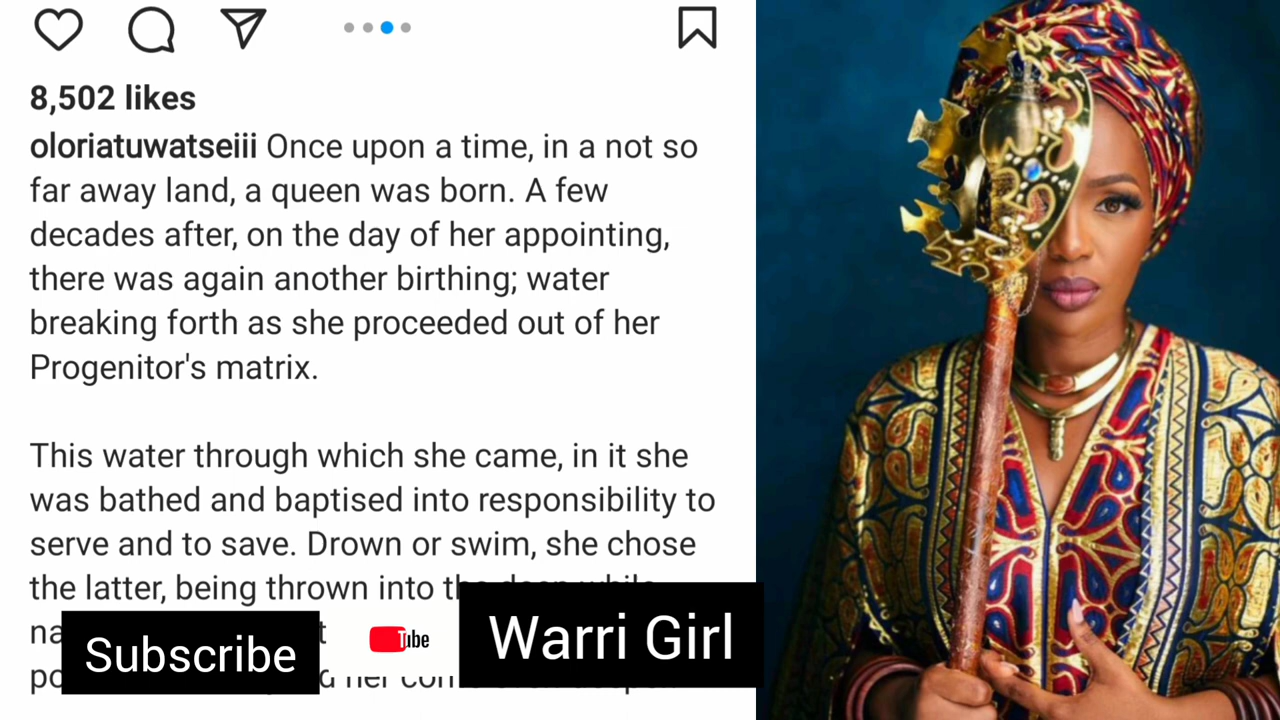 8,502 likes
oloriatuwatseiii Once upon a time, in a not so
far away land, a queen was born. A few
decades after, on the day of her appointing,
there was again another birthing; water
breaking forth as she proceeded out of her
Progenitor's matrix.
This water through which she came, in it she
was bathed and baptised into responsibility to
serve and to save. Drown or swim, she chose
the latter, being thrown into the deep while
Subscribe
Tube
Warri Girl